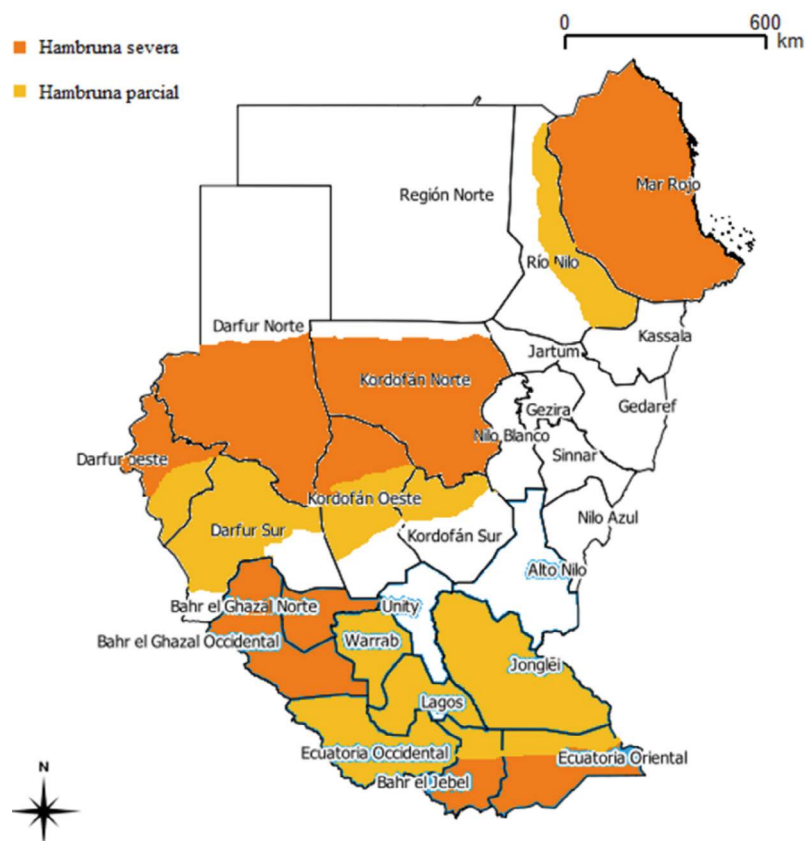 0 600
km
Hambruna severa
Hambruna parcial
Mar Rojo
Región Norte
Río Nilo
Darfur Norte
Kassala
Jartum
Kordofán Norte
Gezira
Gedaref
Nilo Blanco
Sinnar
Darfur oeste
Kordofán Oeste
Nilo Azul
Darfur Sur
Kordofán Sur
Alto Nilo
Bahr el Ghazal Norte
Unity
Bahr el Ghazal Occidental
Warrab
Jonglēi
Lagos
Ecuatoria Occidental
Ecuatoria Oriental
Bahr el Jebel
N